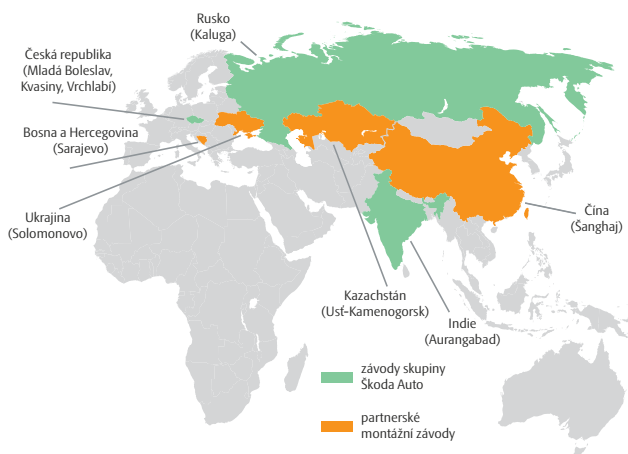 Rusko
(Kaluga)
Česká republika
(Mladá Boleslav,
Kvasiny, Vrchlabí)
Bosna a Hercegovina
(Sarajevo)
Ukrajina
(Solomonovo)
Čína
(Šanghaj)
Kazachstán
(Usť-Kamenogorsk)
Indie
(Aurangabad)
závody skupiny
Škoda Auto
partnerské
montážní závody